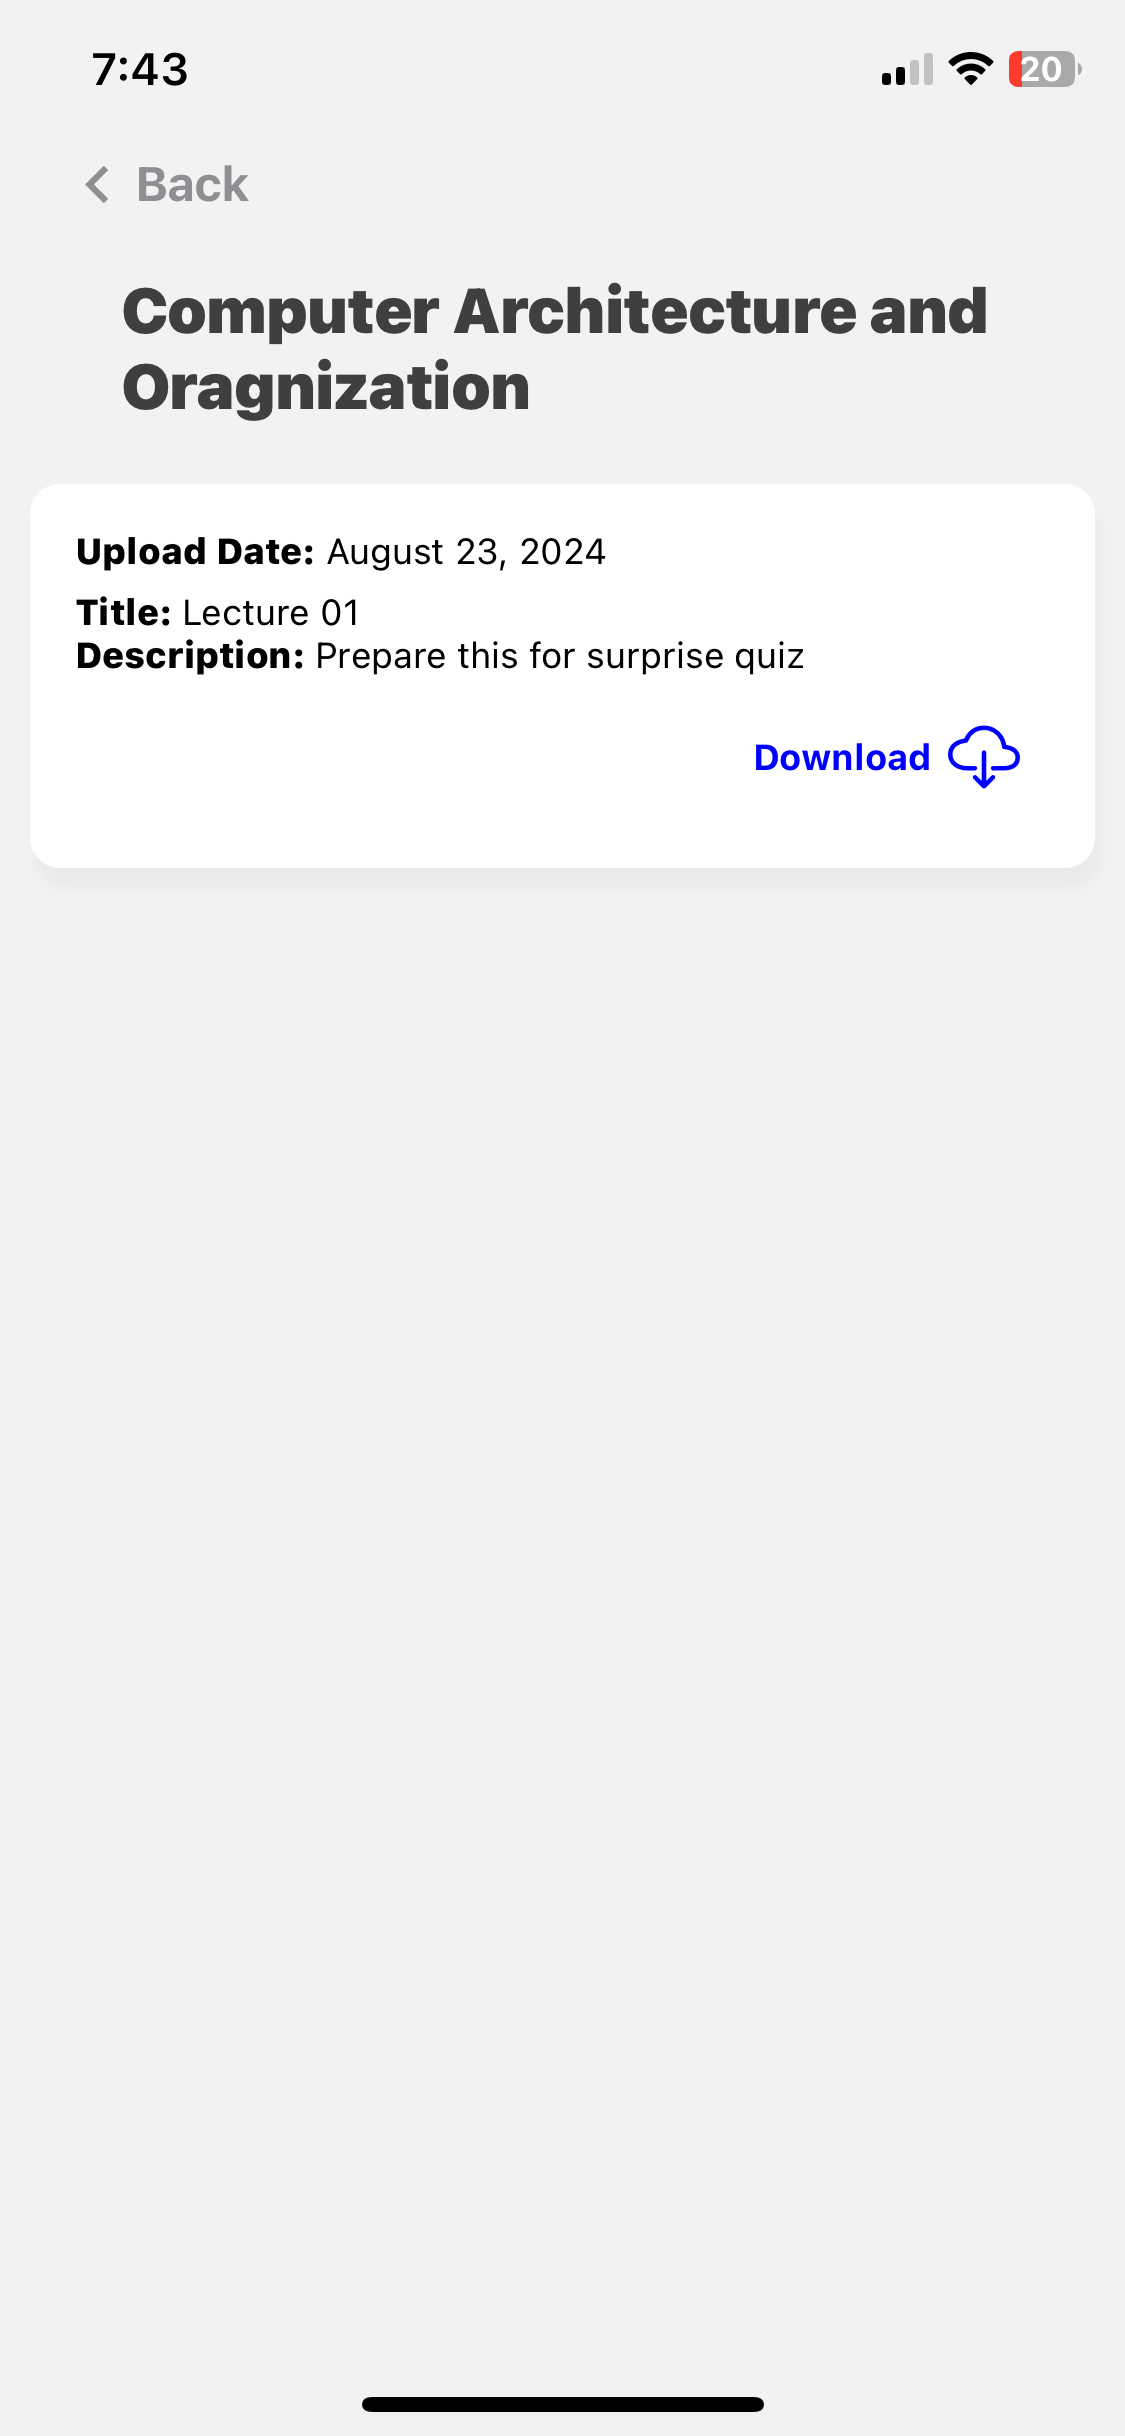 7:43
20
Back
Computer Architecture and
Oragnization
Upload Date: August 23, 2024
Title: Lecture 01
Description: Prepare this for surprise quiz
Download